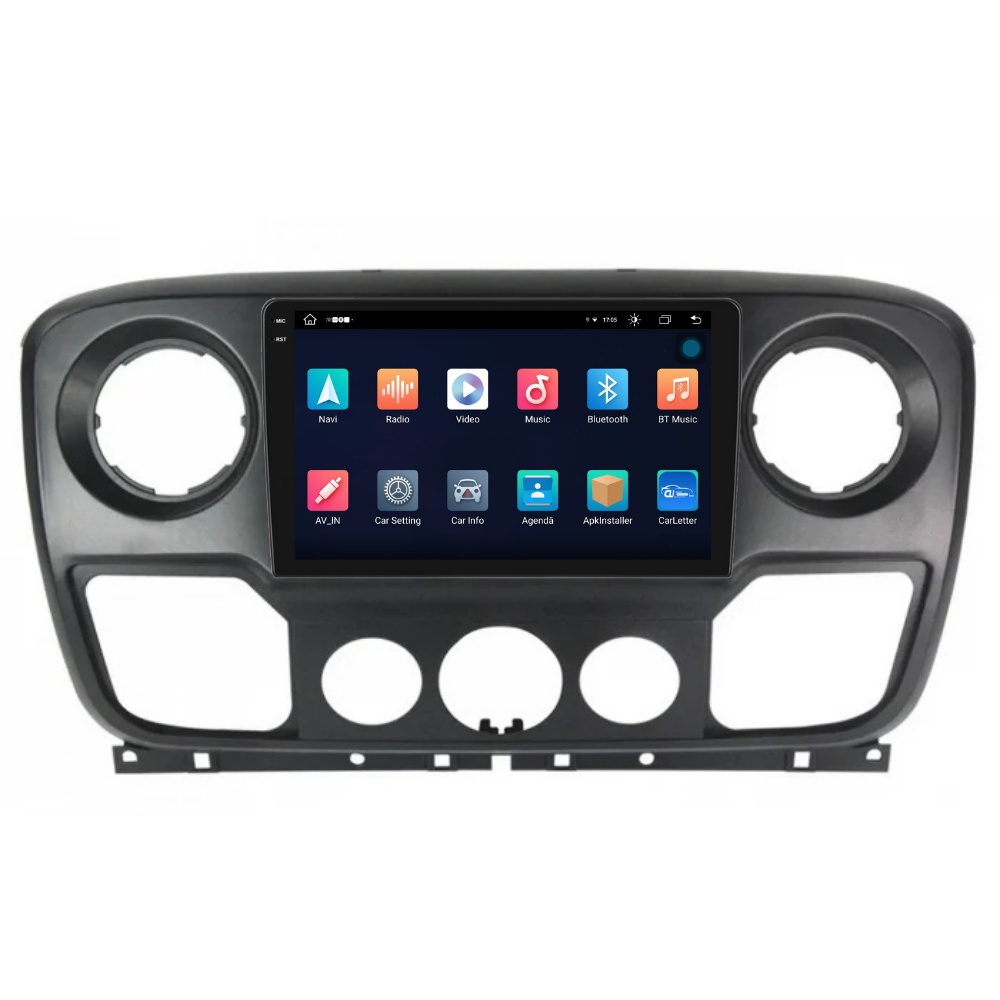 MIC
17:05
RST
Navi Radio Video Music Bluetooth BT Music
AV_IN Car Setting Car Info Agendă ApkInstaller CarLetter